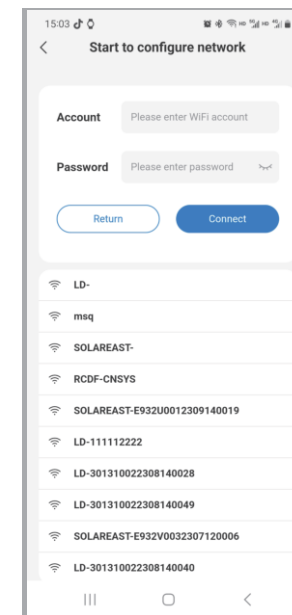 15:03
Start to configure network
Account Please enter WiFi account
Password Please enter password
Return Connect
LD-
msq
SOLAREAST-
RCDF-CNSYS
SOLAREAST-E932U0012309140019
LD-111112222
LD-301310022308140028
LD-301310022308140049
SOLAREAST-E932V0032307120006
LD-301310022308140040